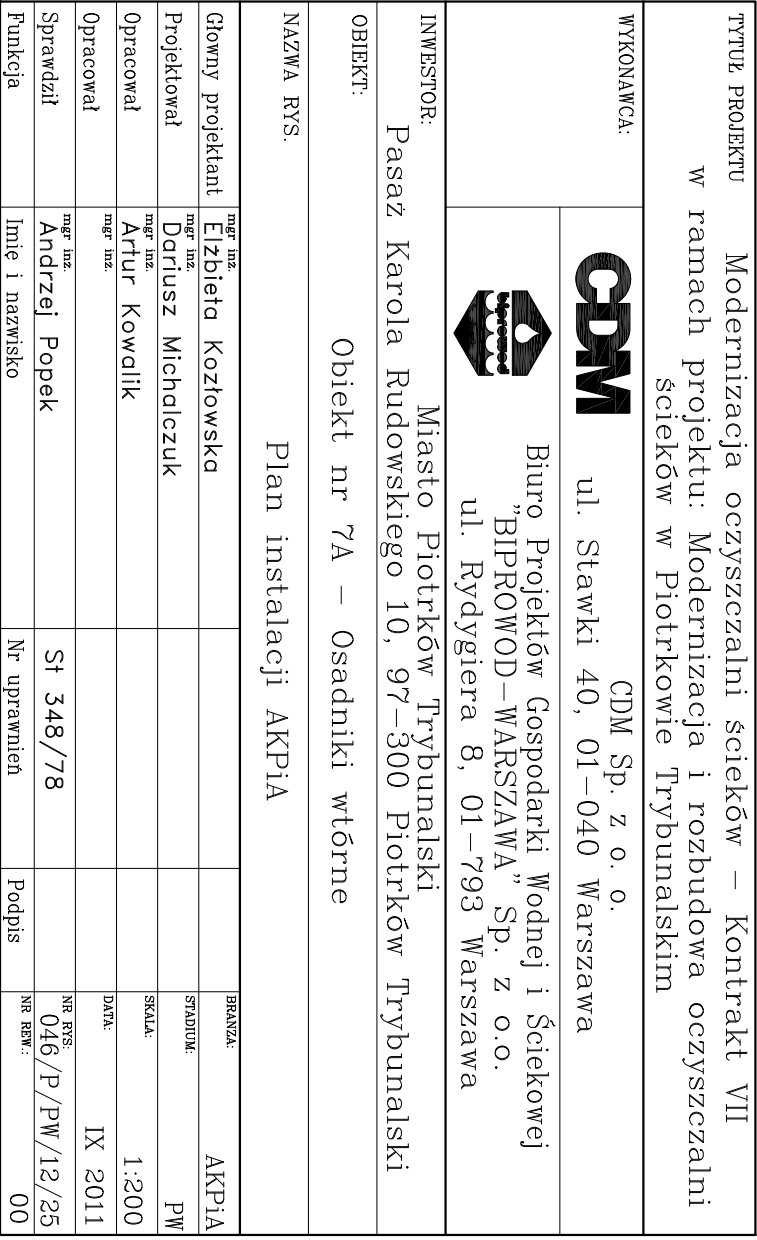 TYTUŁ PROJEKTU
Modernizacja oczyszczalni ścieków – Kontrakt VII
w ramach projektu: Modernizacja i rozbudowa oczyszczalni
ścieków w Piotrkowie Trybunalskim
WYKONAWCA:
CDM
CDM Sp. z o. o.
ul. Stawki 40, 01–040 Warszawa
biprowod
Biuro Projektów Gospodarki Wodnej i Ściekowej
"BIPROWOD–WARSZAWA" Sp. z o.o.
ul. Rydygiera 8, 01–793 Warszawa
INWESTOR:
Miasto Piotrków Trybunalski
Pasaż Karola Rudowskiego 10, 97–300 Piotrków Trybunalski
OBIEKT:
Obiekt nr 7A – Osadniki wtórne
NAZWA RYS.
Plan instalacji AKPiA
Głowny projektant mgr inż. Elżbieta Kozłowska BRANŻA: AKPiA
Projektował mgr inż. Dariusz Michalczuk STADIUM: PW
Opracował mgr inż. Artur Kowalik SKALA: 1:200
Opracował mgr inż. DATA: IX 2011
Sprawdził mgr inż. Andrzej Popek St 348/78 NR RYS: 046/P/PW/12/25
Funkcja Imię i nazwisko Nr uprawnień Podpis NR REW.: 00